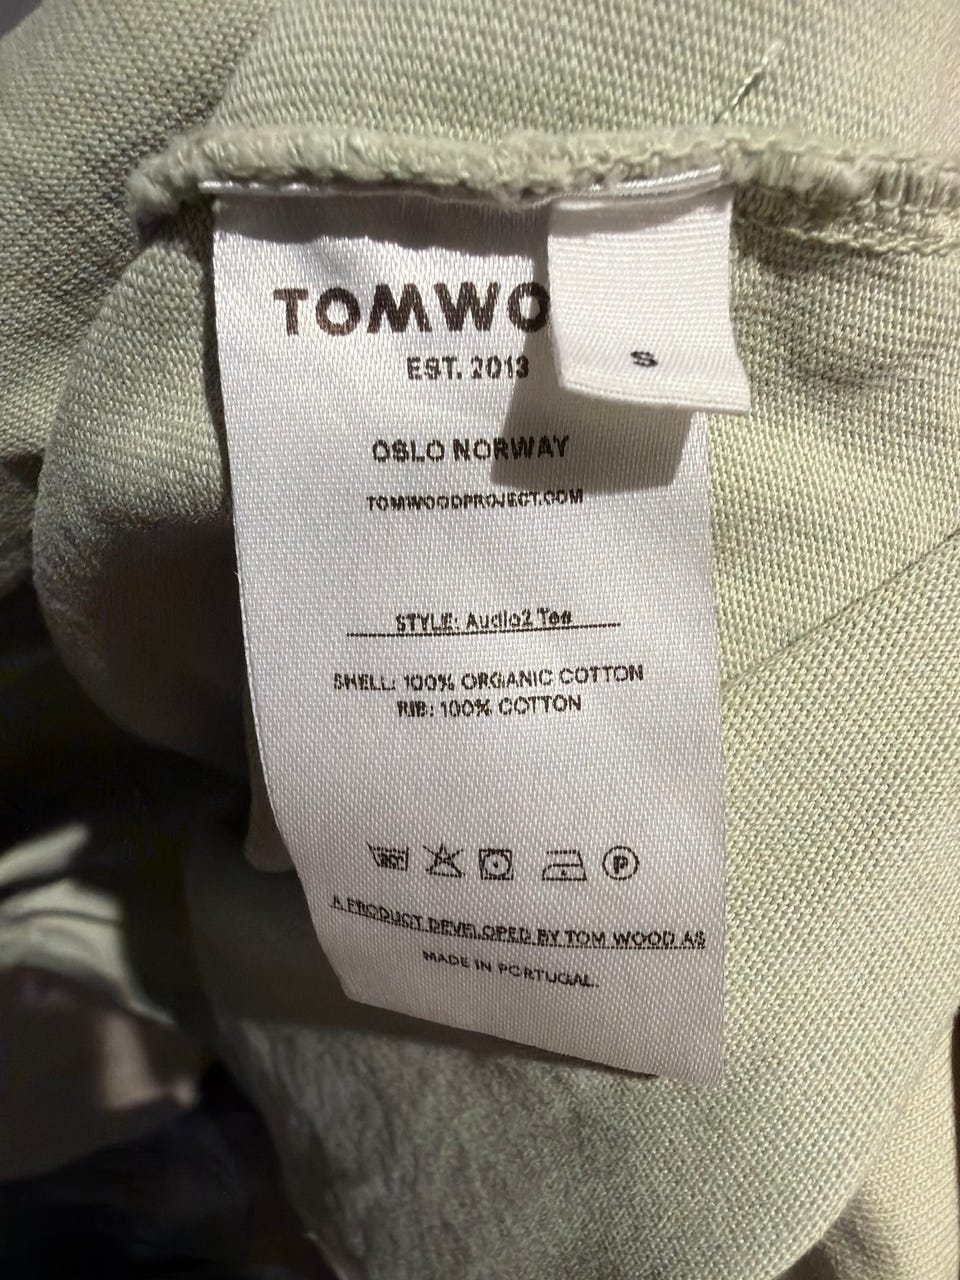 TOMWO
S
EST. 2013
OSLO NORWAY
TOMWOODPROJECT.COM
STYLE: Audio2 Tee
SHELL: 100% ORGANIC COTTON
RIB: 100% COTTON
P
A PRODUCT DEVELOPED BY TOM WOOD AS
MADE IN PORTUGAL.